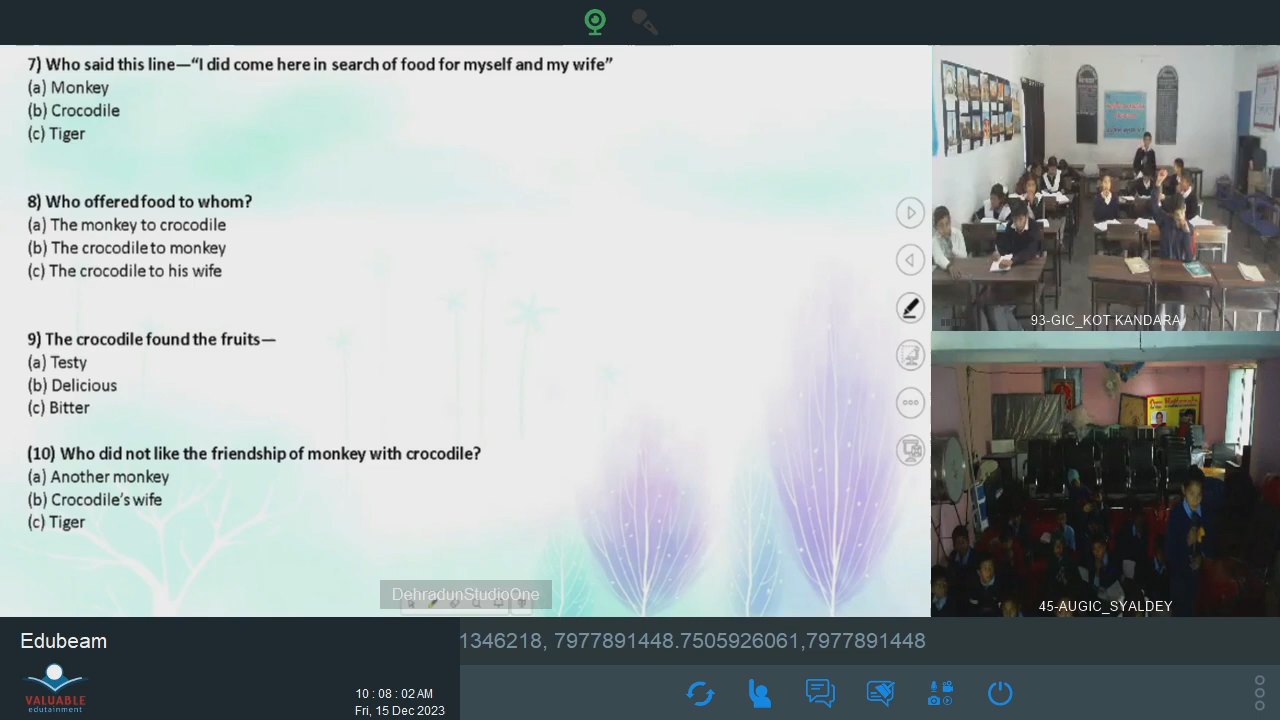 7) Who said this line—“I did come here in search of food for myself and my wife”
(a) Monkey
(b) Crocodile
(c) Tiger
8) Who offered food to whom?
(a) The monkey to crocodile
(b) The crocodile to monkey
(c) The crocodile to his wife
9) The crocodile found the fruits—
(a) Testy
(b) Delicious
(c) Bitter
(10) Who did not like the friendship of monkey with crocodile?
(a) Another monkey
(b) Crocodile’s wife
(c) Tiger
DehradunStudioOne
93-GIC_KOT KANDARA
45-AUGIC_SYALDEY
Edubeam
1346218, 7977891448.7505926061,7977891448
VALUABLE
edutainment
10 : 08 : 02 AM
Fri, 15 Dec 2023